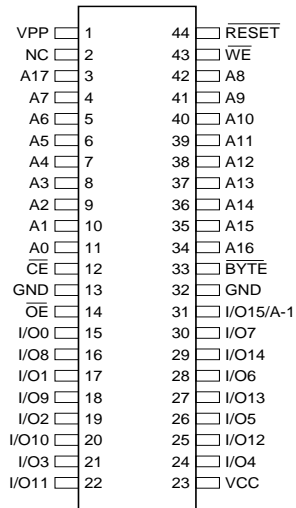 VPP 1 44 RESET
NC 2 43 WE
A17 3 42 A8
A7 4 41 A9
A6 5 40 A10
A5 6 39 A11
A4 7 38 A12
A3 8 37 A13
A2 9 36 A14
A1 10 35 A15
A0 11 34 A16
CE 12 33 BYTE
GND 13 32 GND
OE 14 31 I/O15/A-1
I/O0 15 30 I/O7
I/O8 16 29 I/O14
I/O1 17 28 I/O6
I/O9 18 27 I/O13
I/O2 19 26 I/O5
I/O10 20 25 I/O12
I/O3 21 24 I/O4
I/O11 22 23 VCC